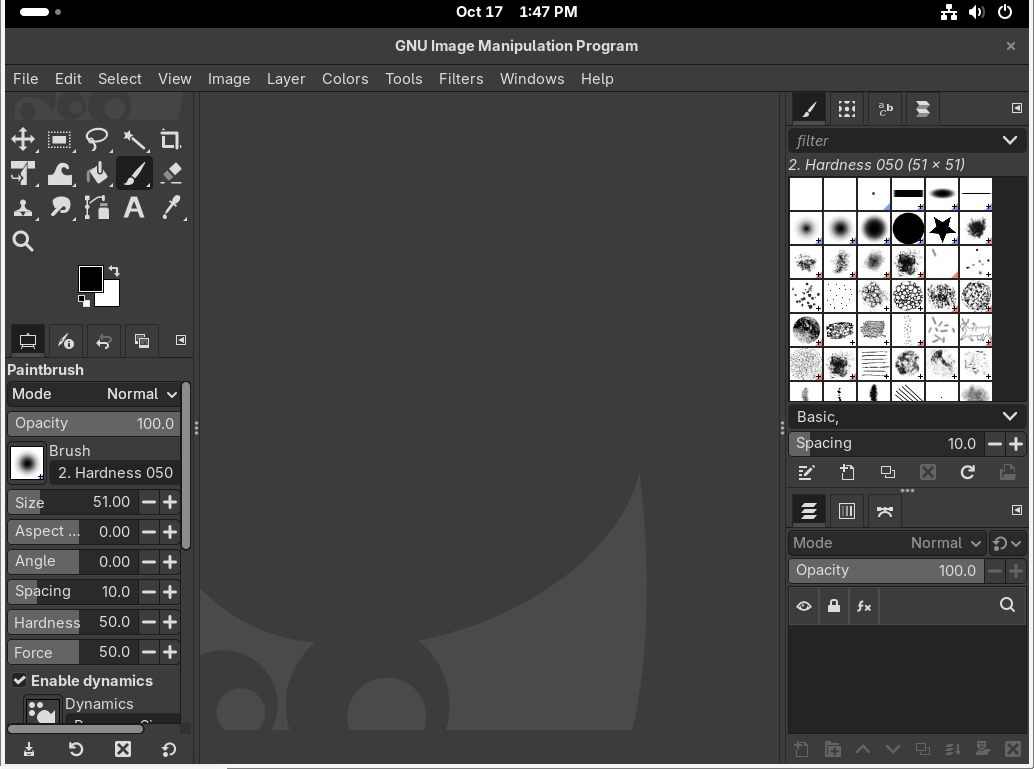 Oct 17 1:47 PM
GNU Image Manipulation Program
File Edit Select View Image Layer Colors Tools Filters Windows Help
filter
2. Hardness 050 (51 × 51)
Basic,
Spacing 10.0
Mode Normal
Opacity 100.0
Paintbrush
Mode Normal
Opacity 100.0
Brush
2. Hardness 050
Size 51.00
Aspect ... 0.00
Angle 0.00
Spacing 10.0
Hardness 50.0
Force 50.0
Enable dynamics
Dynamics